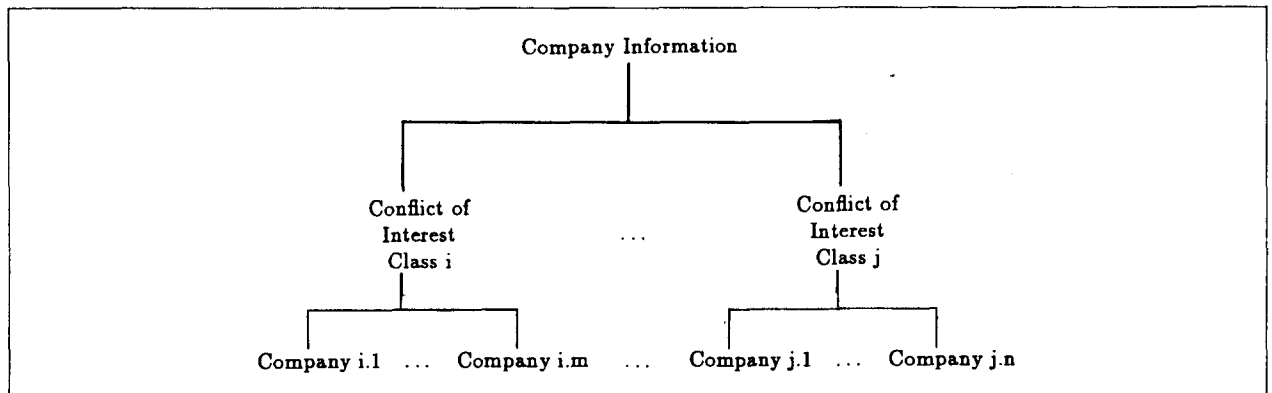 Company Information
Conflict of
Interest
Class i
...
Conflict of
Interest
Class j
Company i.1 ... Company i.m ... Company j.1 ... Company j.n